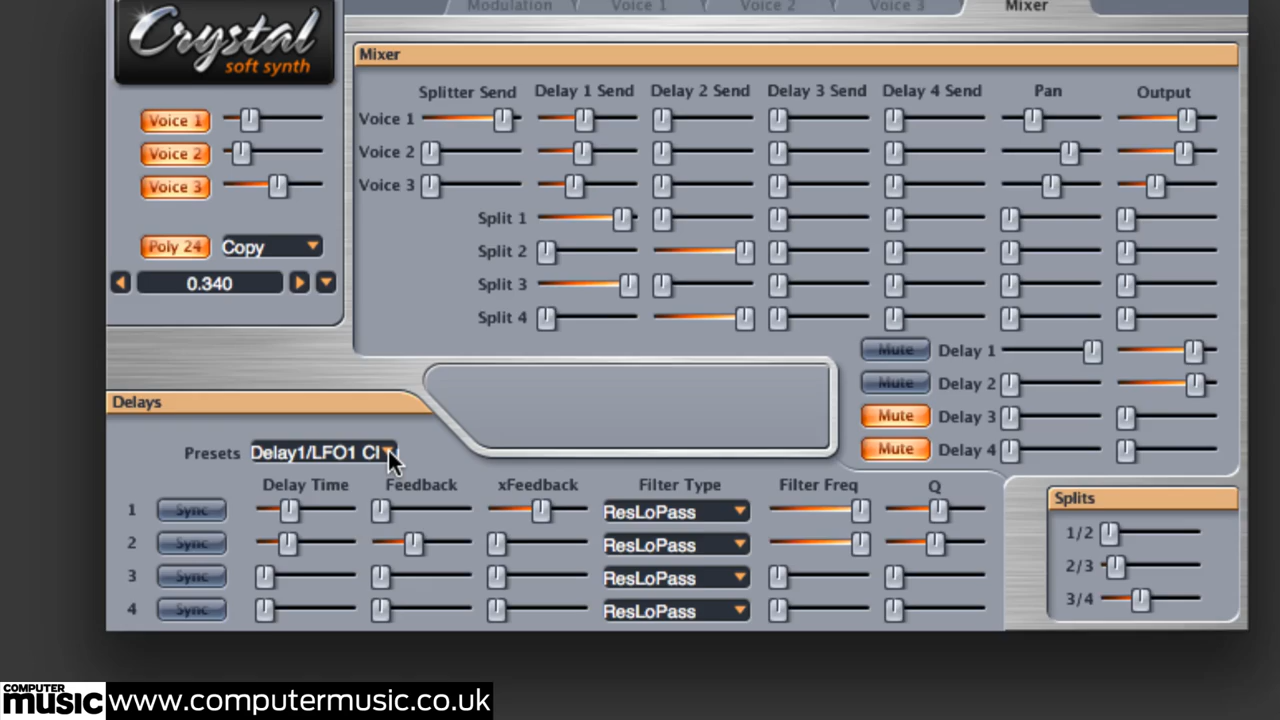 Modulation Voice 1 Voice 2 Voice 3 Mixer
Crystal
soft synth
Mixer
Splitter Send Delay 1 Send Delay 2 Send Delay 3 Send Delay 4 Send Pan Output
Voice 1
Voice 2
Voice 3
Poly 24 Copy
0.340
Voice 1
Voice 2
Voice 3
Split 1
Split 2
Split 3
Split 4
Mute Delay 1
Mute Delay 2
Mute Delay 3
Mute Delay 4
Delays
Presets Delay1/LFO1
Delay Time Feedback xFeedback Filter Type Filter Freq Q
1 Sync ResLoPass
2 Sync ResLoPass
3 Sync ResLoPass
4 Sync ResLoPass
Splits
1/2
2/3
3/4
COMPUTER
music www.computermusic.co.uk